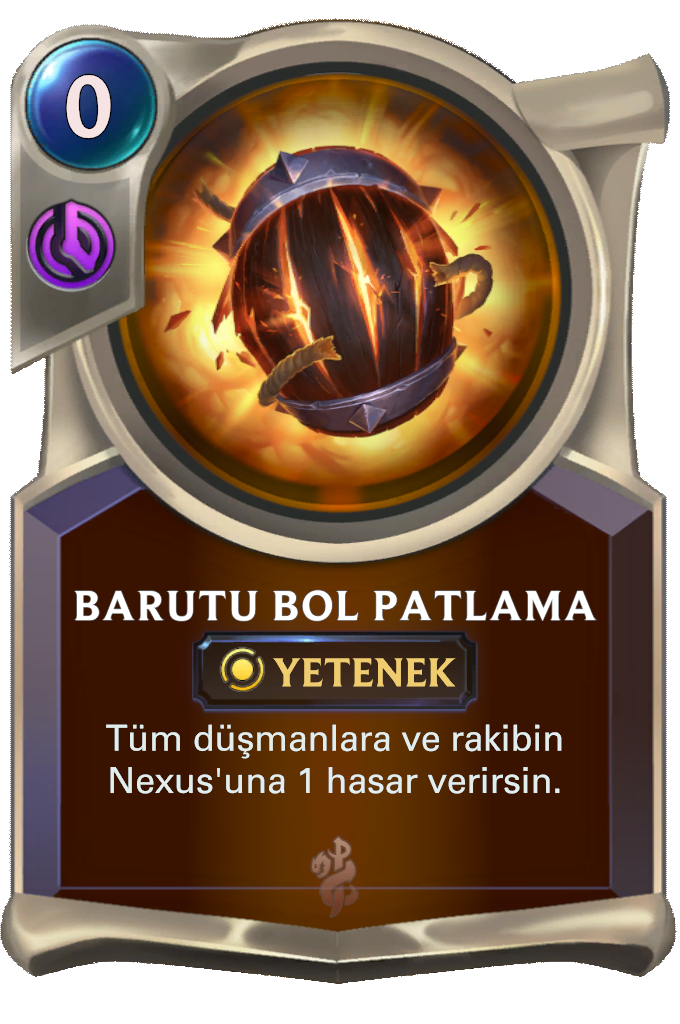 0
BARUTU BOL PATLAMA
YETENEK
Tüm düşmanlara ve rakibin
Nexus'una 1 hasar verirsin.